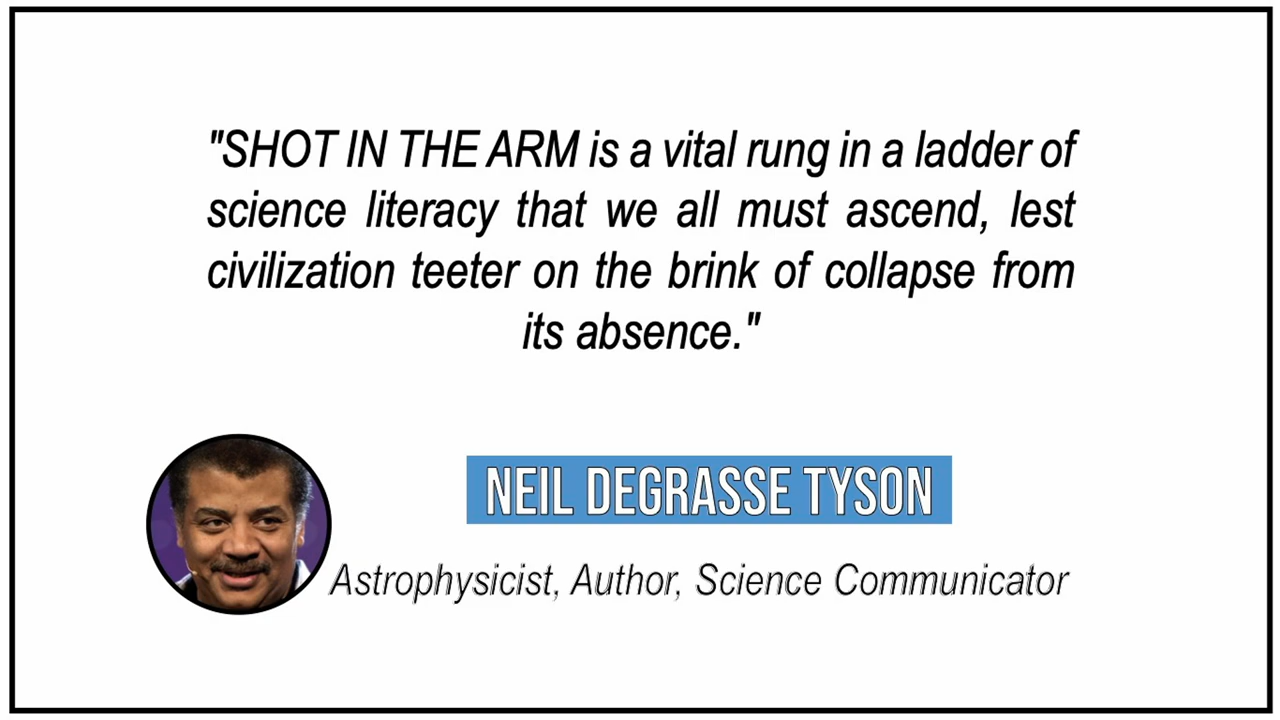 "SHOT IN THE ARM is a vital rung in a ladder of
science literacy that we all must ascend, lest
civilization teeter on the brink of collapse from
its absence."
NEIL DEGRASSE TYSON
Astrophysicist, Author, Science Communicator